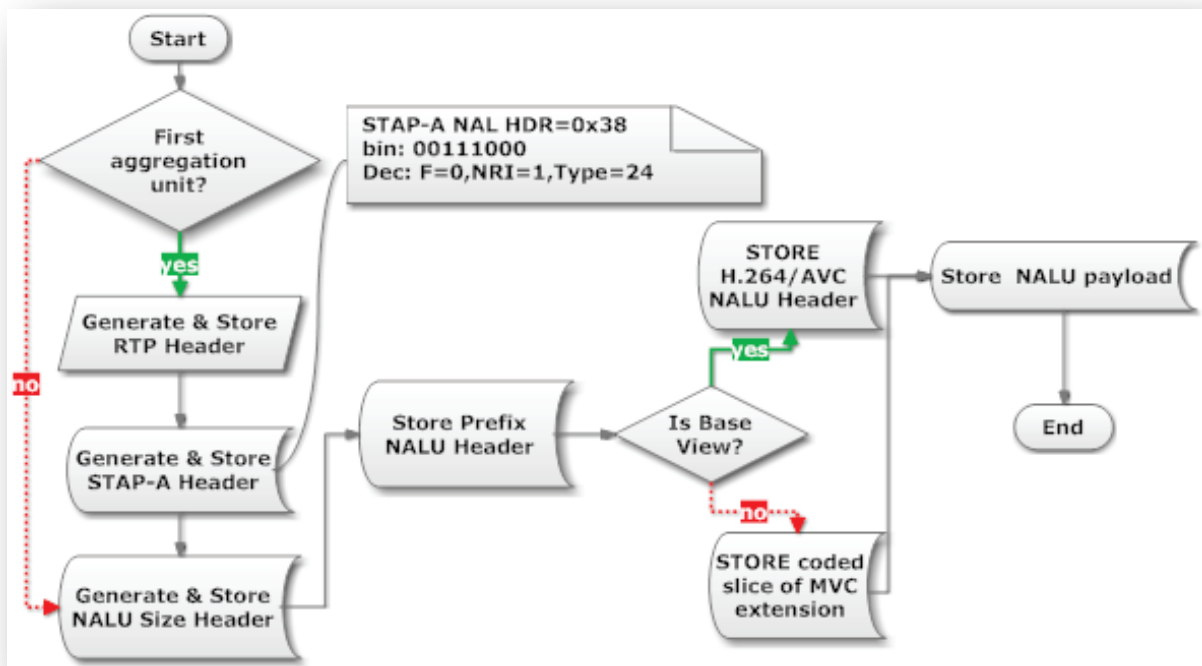 Start
First
aggregation
unit?
STAP-A NAL HDR=0x38
bin: 00111000
Dec: F=0,NRI=1,Type=24
yes
no
Generate & Store
RTP Header
Generate & Store
STAP-A Header
Generate & Store
NALU Size Header
Store Prefix
NALU Header
Is Base
View?
yes
STORE
H.264/AVC
NALU Header
no
STORE coded
slice of MVC
extension
Store NALU payload
End